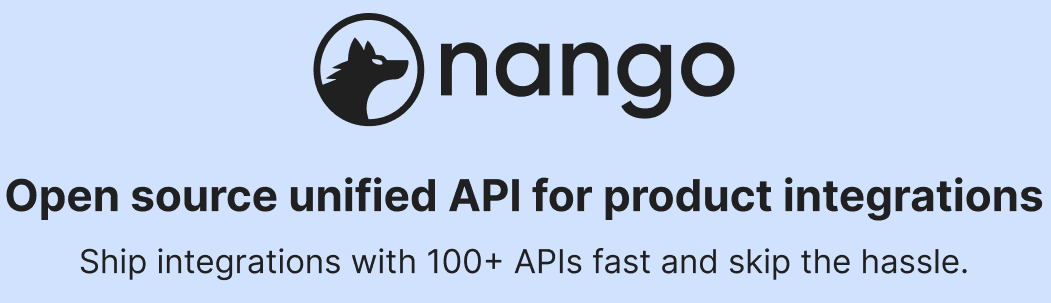 nango
Open source unified API for product integrations
Ship integrations with 100+ APIs fast and skip the hassle.